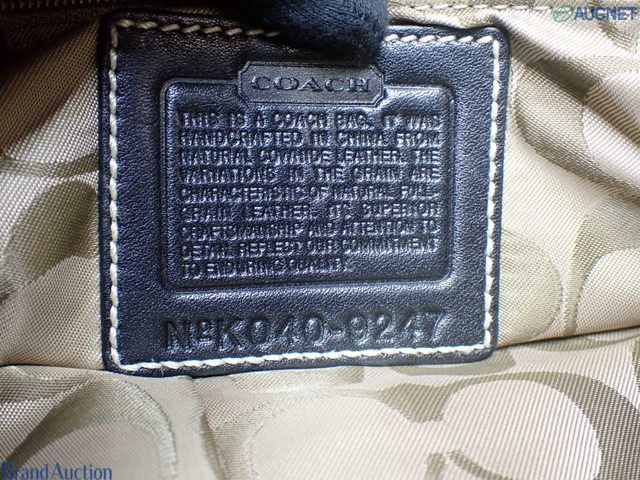 AUCNET
COACH
THIS IS A COACH BAG. IT WAS
HANDCRAFTED IN CHINA FROM
NATURAL COWHIDE LEATHER. THE
VARIATIONS IN THE GRAIN ARE
CHARACTERISTIC OF NATURAL FULL
GRAIN LEATHER. ITS SUPERIOR
CRAFTSMANSHIP AND ATTENTION TO
DETAIL REFLECT OUR COMMITMENT
TO ENDURING QUALITY.
NºK040-9247
Brand Auction